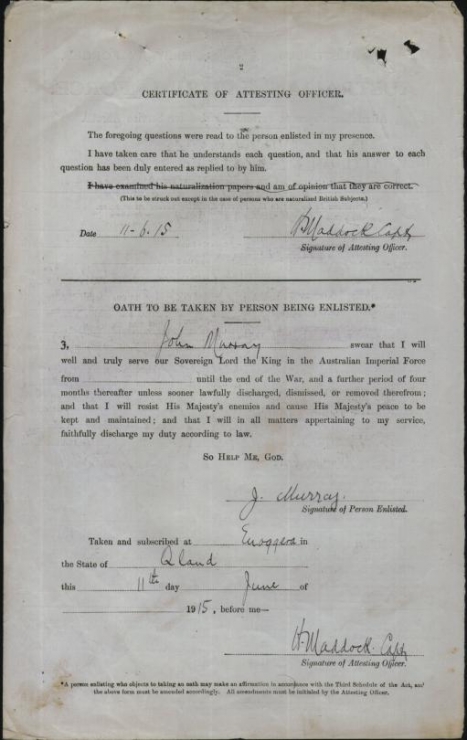 2
CERTIFICATE OF ATTESTING OFFICER.
The foregoing questions were read to the person enlisted in my presence.
I have taken care that he understands each question, and that his answer to each
question has been duly entered as replied to by him.
I have examined his naturalization papers and am of opinion that they are correct.
(This to be struck out except in the case of persons who are naturalized British Subjects.)
Date 11-6.15 H Maddock Capt
Signature of Attesting Officer.
OATH TO BE TAKEN BY PERSON BEING ENLISTED.*
3, John Murray swear that I will
well and truly serve our Sovereign Lord the King in the Australian Imperial Force
from until the end of the War, and a further period of four
months thereafter unless sooner lawfully discharged, dismissed, or removed therefrom;
and that I will resist His Majesty's enemies and cause His Majesty's peace to be
kept and maintained; and that I will in all matters appertaining to my service,
faithfully discharge my duty according to law.
SO HELP ME, GOD.
J. Murray.
Signature of Person Enlisted.
Taken and subscribed at Enoggera in
the State of Qland
this 11th day June of
1915, before me—
H. Maddock. Capt
Signature of Attesting Officer.
*A person enlisting who objects to taking an oath may make an affirmation in accordance with the Third Schedule of the Act, and
the above form must be amended accordingly. All amendments must be initialed by the Attesting Officer.